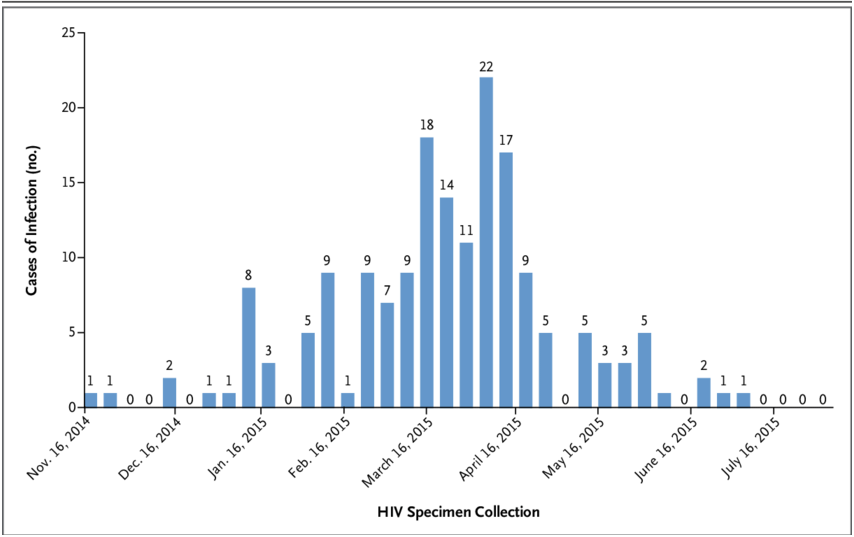 25
20
15
10
5
0
Cases of Infection (no.)
1 1 0 0 2 0 1 1 8 3 0 5 9 1 9 7 9 18 14 11 22 17 9 5 0 5 3 3 5 0 2 1 1 0 0 0 0
Nov. 16, 2014
Dec. 16, 2014
Jan. 16, 2015
Feb. 16, 2015
March 16, 2015
April 16, 2015
May 16, 2015
June 16, 2015
July 16, 2015
HIV Specimen Collection